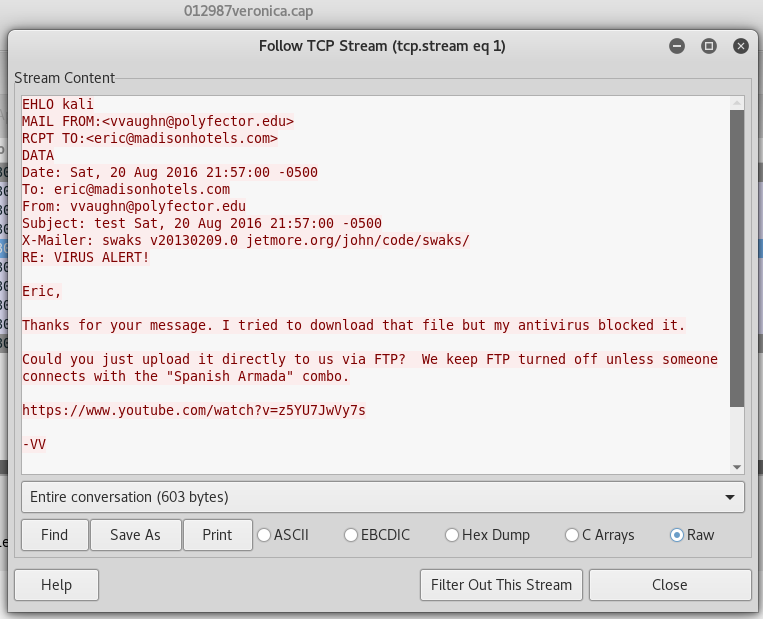 012987veronica.cap
Follow TCP Stream (tcp.stream eq 1)
Stream Content
EHLO kali
MAIL FROM:<vvaughn@polyfector.edu>
RCPT TO:<eric@madisonhotels.com>
DATA
Date: Sat, 20 Aug 2016 21:57:00 -0500
To: eric@madisonhotels.com
From: vvaughn@polyfector.edu
Subject: test Sat, 20 Aug 2016 21:57:00 -0500
X-Mailer: swaks v20130209.0 jetmore.org/john/code/swaks/
RE: VIRUS ALERT!
Eric,
Thanks for your message. I tried to download that file but my antivirus blocked it.
Could you just upload it directly to us via FTP?  We keep FTP turned off unless someone
connects with the "Spanish Armada" combo.
https://www.youtube.com/watch?v=z5YU7JwVy7s
-VV
Entire conversation (603 bytes)
Find Save As Print ASCII EBCDIC Hex Dump C Arrays Raw
Help Filter Out This Stream Close